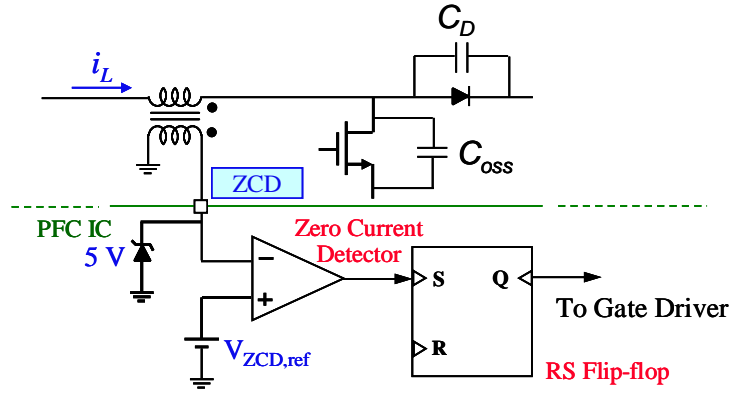 C_D
i_L
C_oss
ZCD
PFC IC
Zero Current
Detector
5 V
−
+
S
Q
To Gate Driver
R
V_ZCD,ref
RS Flip-flop